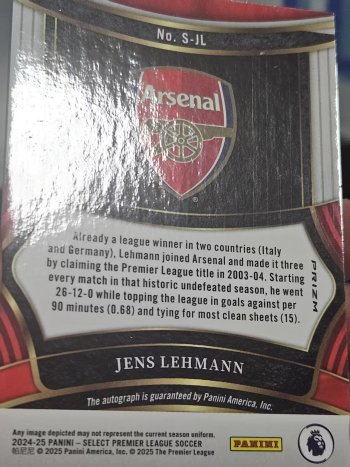 No. S-JL
Arsenal
®
Already a league winner in two countries (Italy
and Germany), Lehmann joined Arsenal and made it three
by claiming the Premier League title in 2003-04. Starting
every match in that historic undefeated season, he went
26-12-0 while topping the league in goals against per
90 minutes (0.68) and tying for most clean sheets (15).
PRIZM
JENS LEHMANN
The autograph is guaranteed by Panini America, Inc.
Any image depicted may not represent the current season uniform.
2024-25 PANINI – SELECT PREMIER LEAGUE SOCCER
帕尼尼 © 2025 Panini America, Inc. © 2025 The Premier League
PANINI